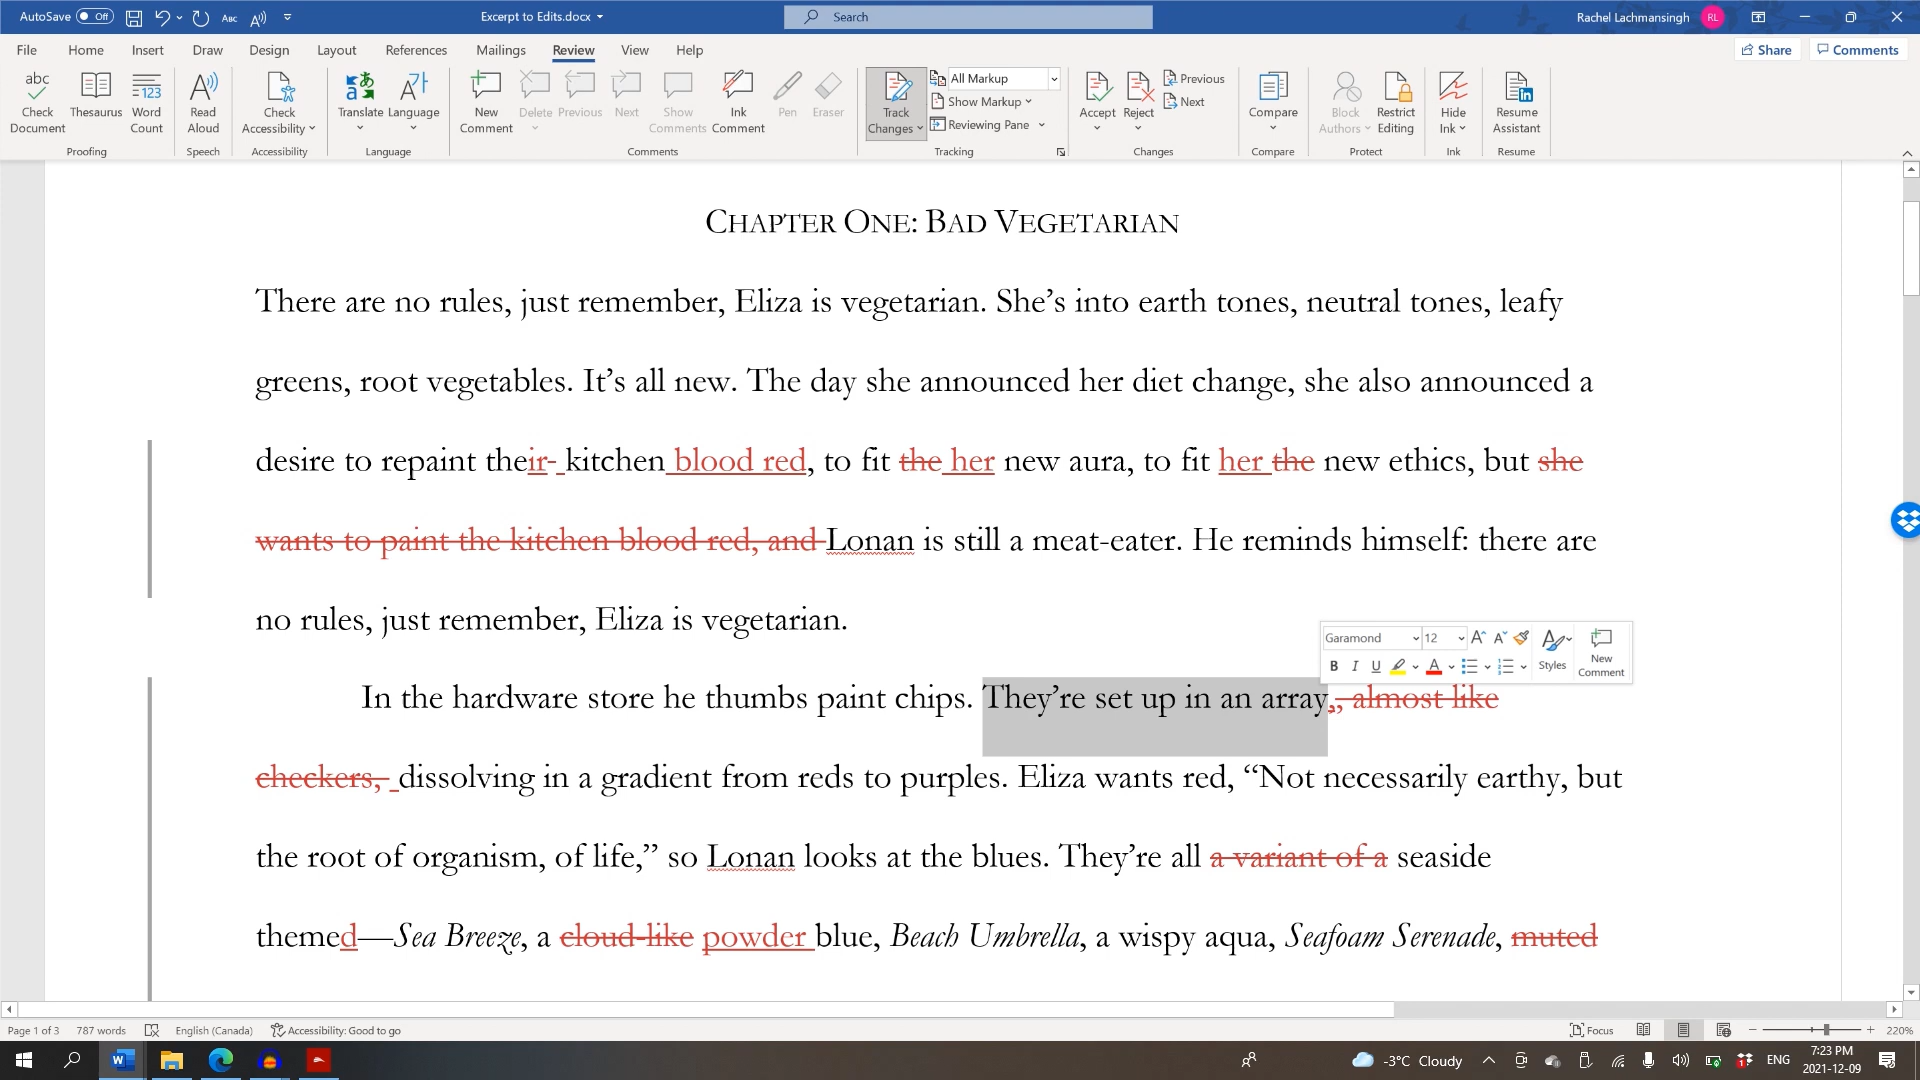 AutoSave Off Excerpt to Edits.docx Search Rachel Lachmansingh RL
File Home Insert Draw Design Layout References Mailings Review View Help Share Comments
abc Check Document Thesaurus 123 Word Count Read Aloud Check Accessibility Translate Language New Comment Delete Previous Next Show Comments Ink Comment Pen Eraser Track Changes All Markup Show Markup Reviewing Pane Accept Reject Previous Next Compare Block Authors Restrict Editing Hide Ink Resume Assistant
Proofing Speech Accessibility Language Comments Tracking Changes Compare Protect Ink Resume
CHAPTER ONE: BAD VEGETARIAN
There are no rules, just remember, Eliza is vegetarian. She’s into earth tones, neutral tones, leafy
greens, root vegetables. It’s all new. The day she announced her diet change, she also announced a
desire to repaint their- kitchen blood red, to fit the her new aura, to fit her the new ethics, but she
wants to paint the kitchen blood red, and Lonan is still a meat-eater. He reminds himself: there are
no rules, just remember, Eliza is vegetarian.
Garamond 12 Styles New Comment
B I U A
In the hardware store he thumbs paint chips. They’re set up in an array,, almost like
checkers, dissolving in a gradient from reds to purples. Eliza wants red, “Not necessarily earthy, but
the root of organism, of life,” so Lonan looks at the blues. They’re all a variant of a seaside
themed—Sea Breeze, a cloud-like powder blue, Beach Umbrella, a wispy aqua, Seafoam Serenade, muted
Page 1 of 3 787 words English (Canada) Accessibility: Good to go Focus 220%
-3°C Cloudy ENG 7:23 PM
2021-12-09